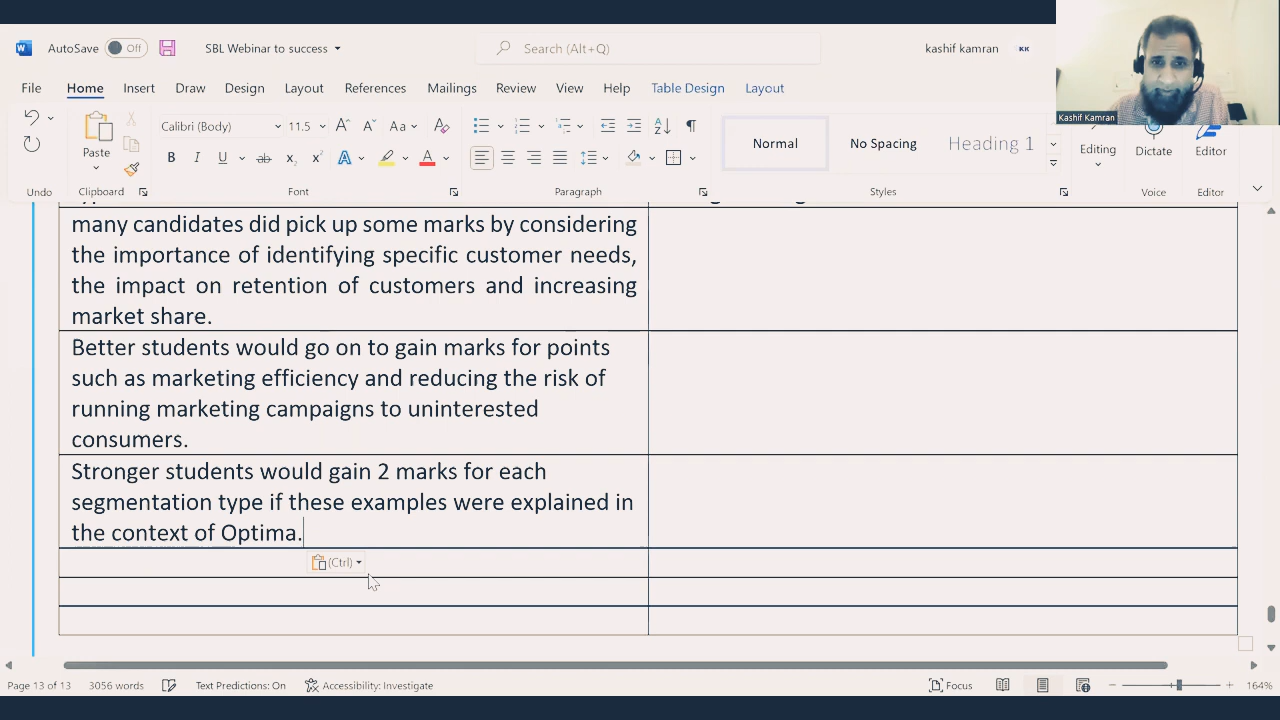 AutoSave Off SBL Webinar to success Search (Alt+Q) kashif kamran KK
File Home Insert Draw Design Layout References Mailings Review View Help Table Design Layout
Kashif Kamran
Paste Calibri (Body) 11.5 Aa Normal No Spacing Heading 1 Editing Dictate Editor
Undo Clipboard Font Paragraph Styles Voice Editor
many candidates did pick up some marks by considering
the importance of identifying specific customer needs,
the impact on retention of customers and increasing
market share.
Better students would go on to gain marks for points
such as marketing efficiency and reducing the risk of
running marketing campaigns to uninterested
consumers.
Stronger students would gain 2 marks for each
segmentation type if these examples were explained in
the context of Optima.
(Ctrl)
Page 13 of 13 3056 words Text Predictions: On Accessibility: Investigate Focus 164%